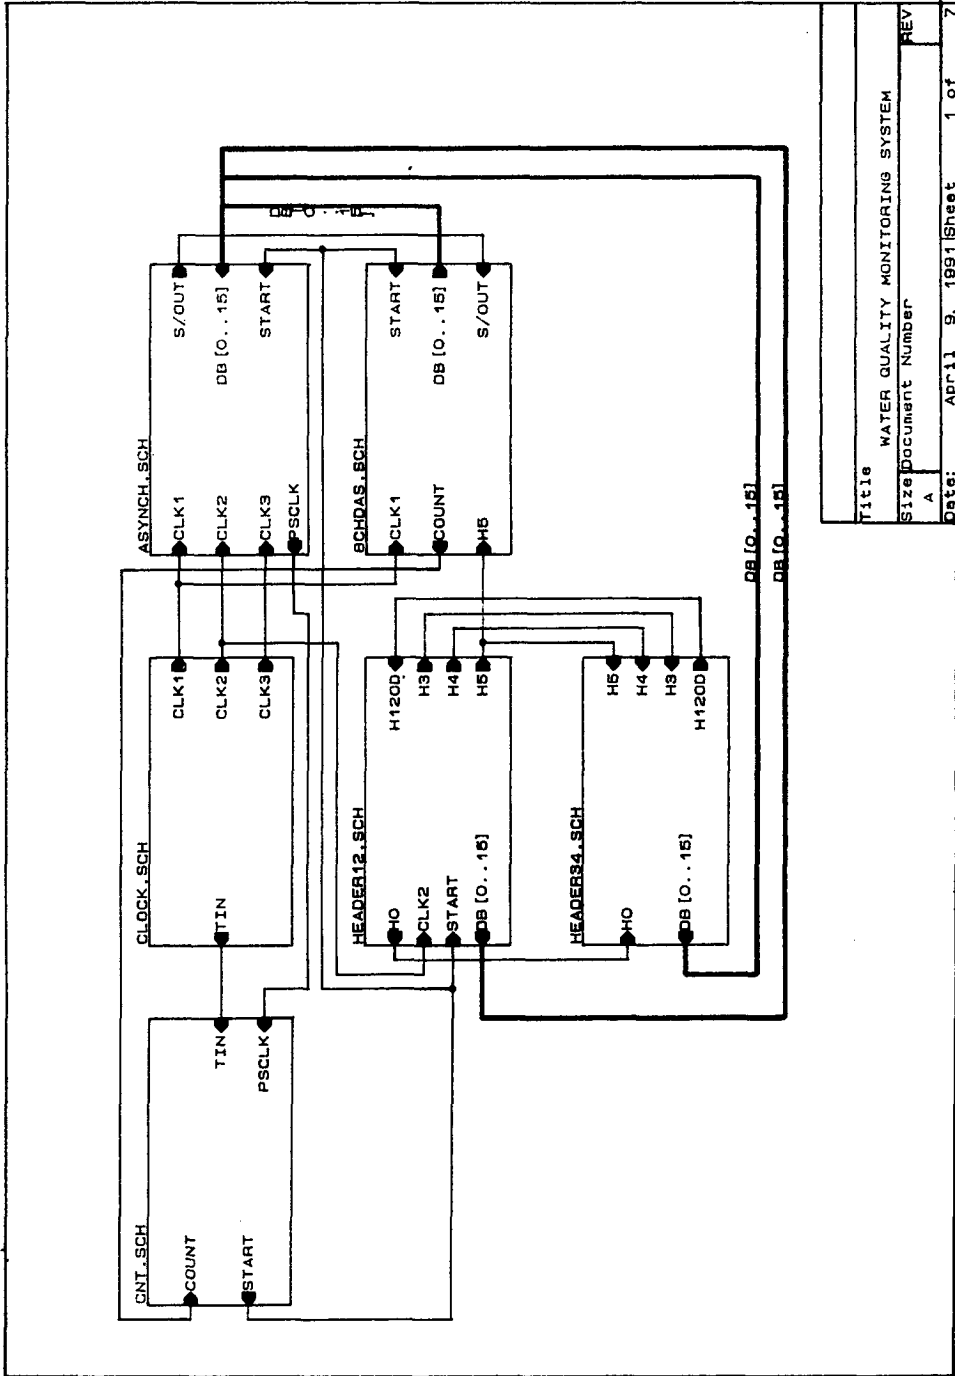 CNT.SCH
COUNT
START
TIN
PSCLK
CLOCK.SCH
TIN
CLK1
CLK2
CLK3
ASYNCH.SCH
CLK1
CLK2
CLK3
PSCLK
S/OUT
DB[0..15]
START
HEADER12.SCH
H0
CLK2
START
DB[0..15]
H120D
H3
H4
H5
8CHDAS.SCH
CLK1
COUNT
H5
START
DB[0..15]
S/OUT
HEADER34.SCH
H0
DB[0..15]
H5
H4
H3
H120D
DB[0..15]
DB[0..15]
Title
WATER QUALITY MONITORING SYSTEM
Size Document Number REV
A
Date: April 9, 1991 Sheet 1 of 7